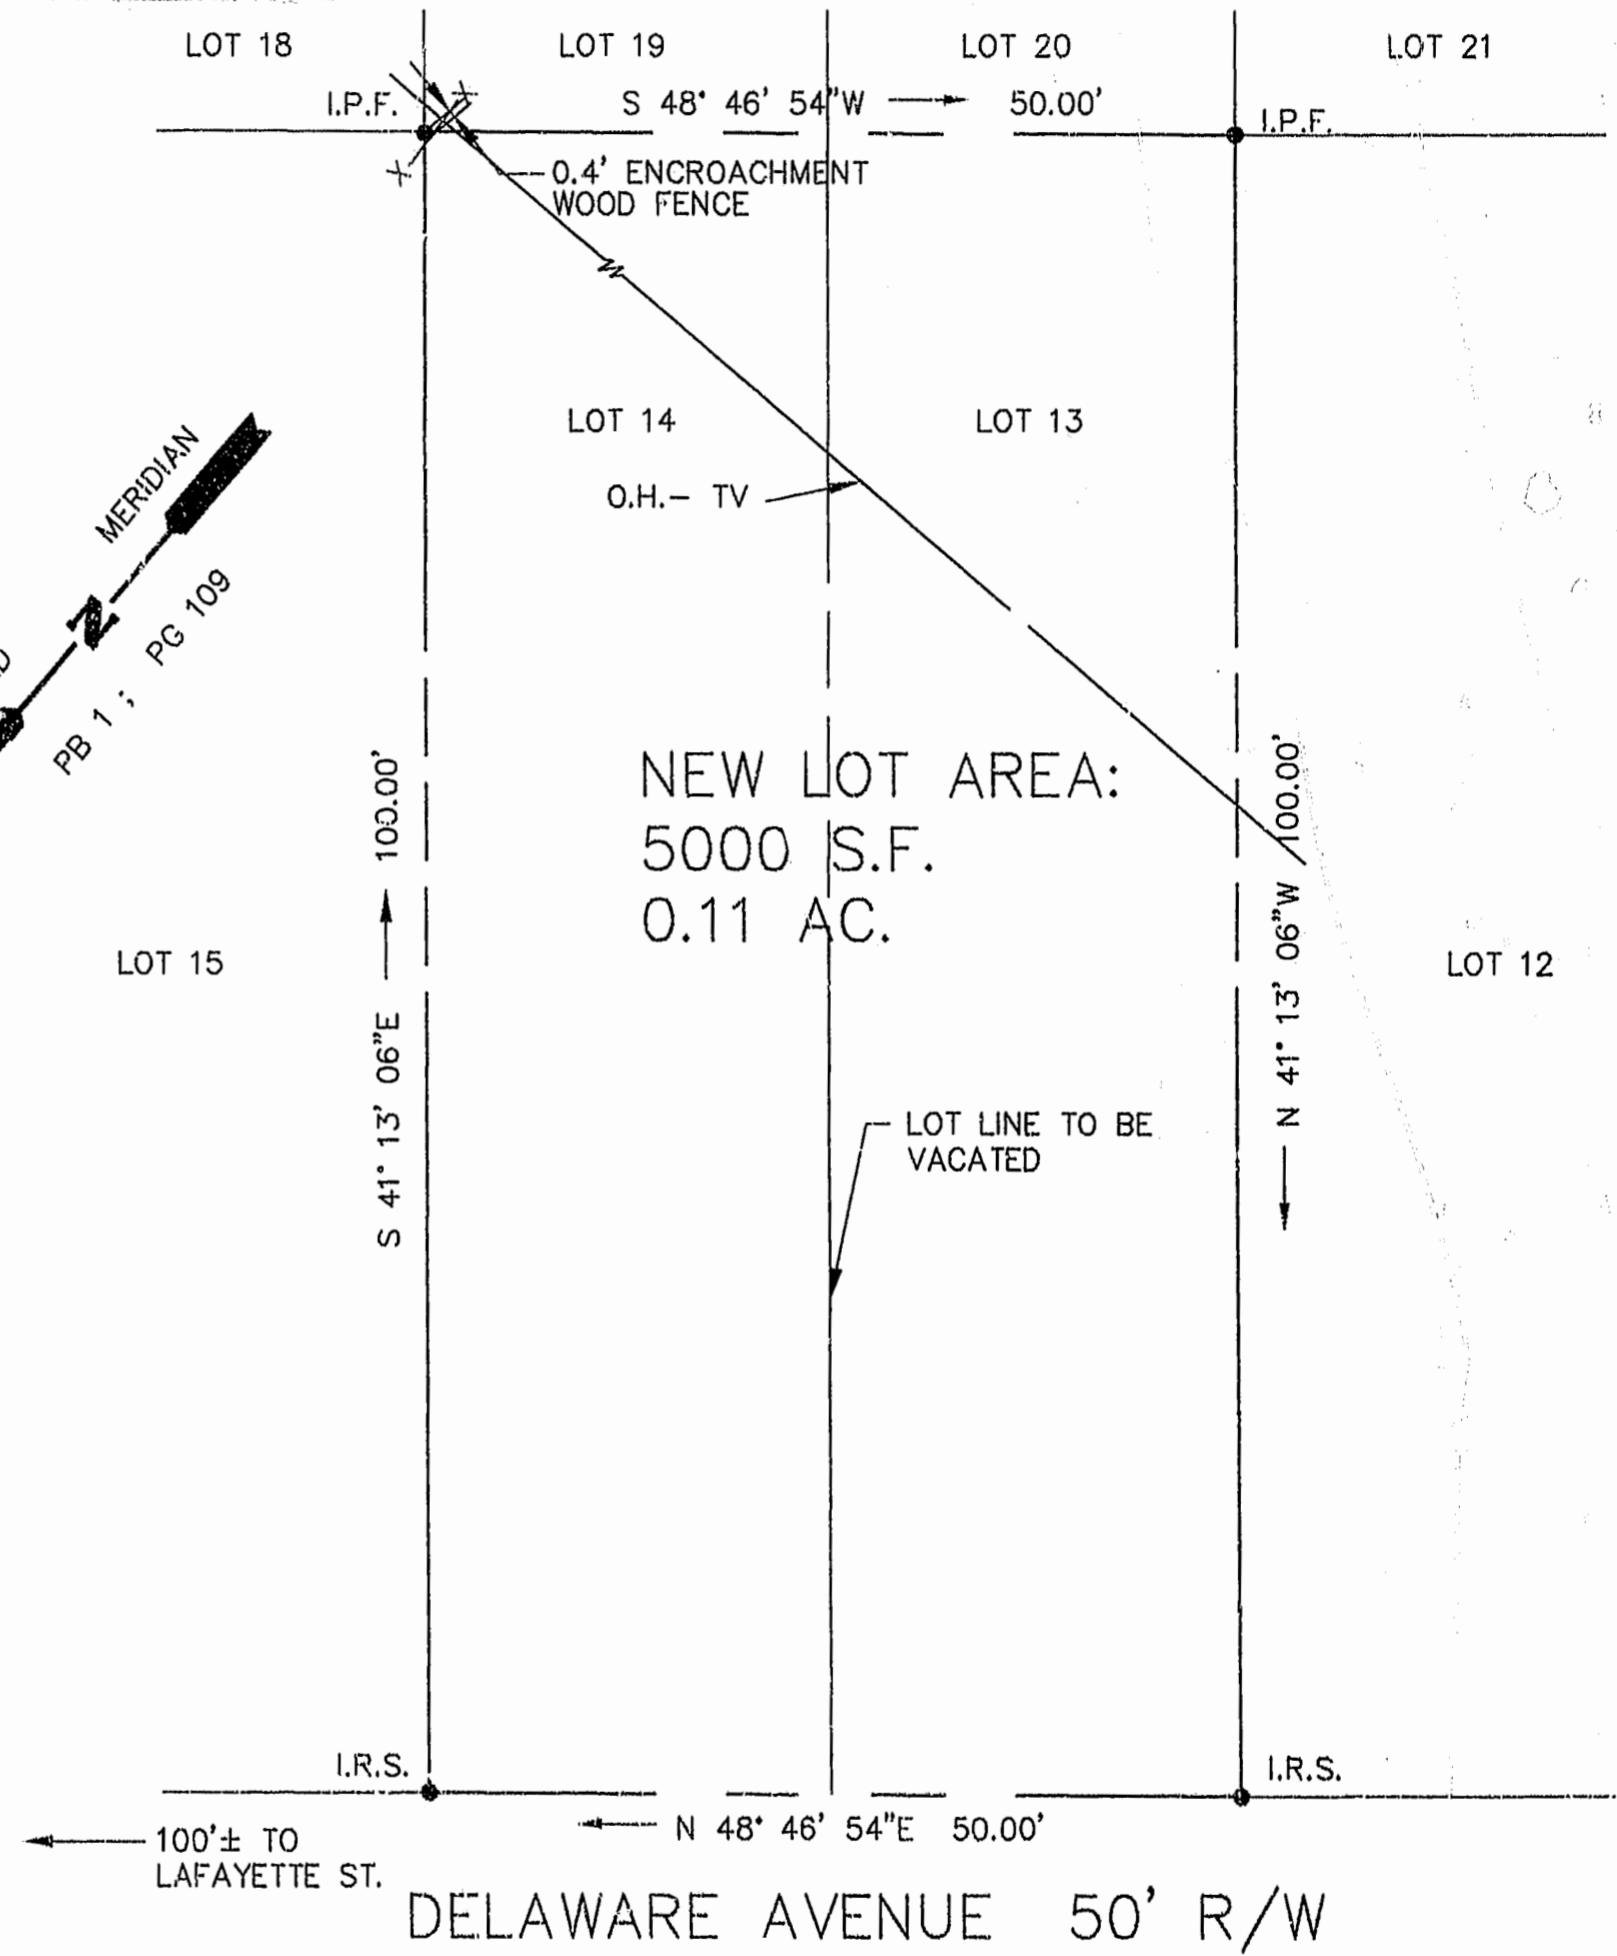 LOT 18
LOT 19
LOT 20
LOT 21
I.P.F.
S 48° 46' 54"W 50.00'
I.P.F.
0.4' ENCROACHMENT
WOOD FENCE
LOT 14
LOT 13
O.H.- TV
MERIDIAN
N
PB 1 ; PG 109
NEW LOT AREA:
5000 S.F.
0.11 AC.
S 41° 13' 06"E 100.00'
N 41° 13' 06"W 100.00'
LOT 15
LOT 12
LOT LINE TO BE
VACATED
I.R.S.
I.R.S.
N 48° 46' 54"E 50.00'
100'± TO
LAFAYETTE ST.
DELAWARE AVENUE 50' R/W